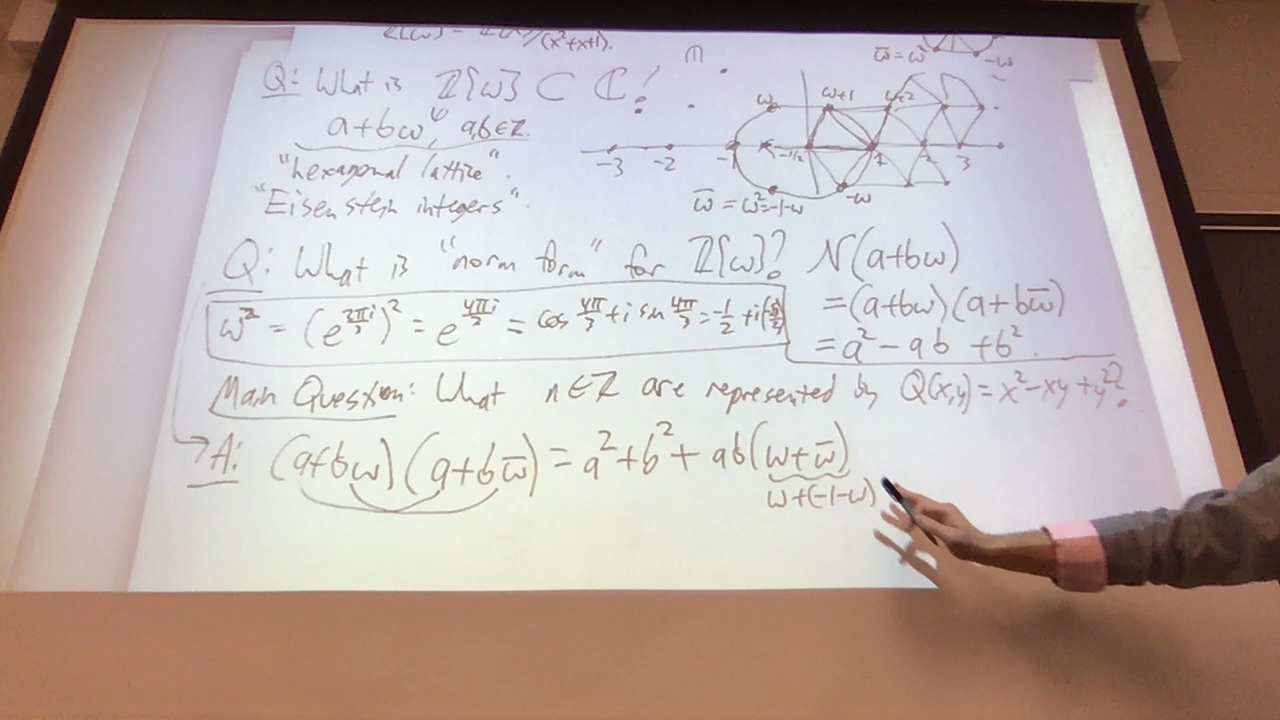 (x²+x+1).
ω̄ = ω²
-ω
Q: What is ℤ[ω] ⊂ ℂ?
a+bω, a,b∈ℤ.
"hexagonal lattice".
"Eisenstein integers".
ω ω+1 ω+2
-3 -2 -1 -1/2 1 2 3
ω̄ = ω²=-1-ω -ω
Q: What is "norm form" for ℤ[ω]? N(a+bω)
=(a+bω)(a+bω̄)
=a²-ab+b².
ω² = (e^{2πi/3})² = e^{4πi/3} = cos 4π/3 + i sin 4π/3 = -1/2 + i(-√3/2)
Main Question: What n∈ℤ are represented by Q(x,y)=x²-xy+y²?
A: (a+bω)(a+bω̄)=a²+b²+ab(ω+ω̄)
ω+(-1-ω)